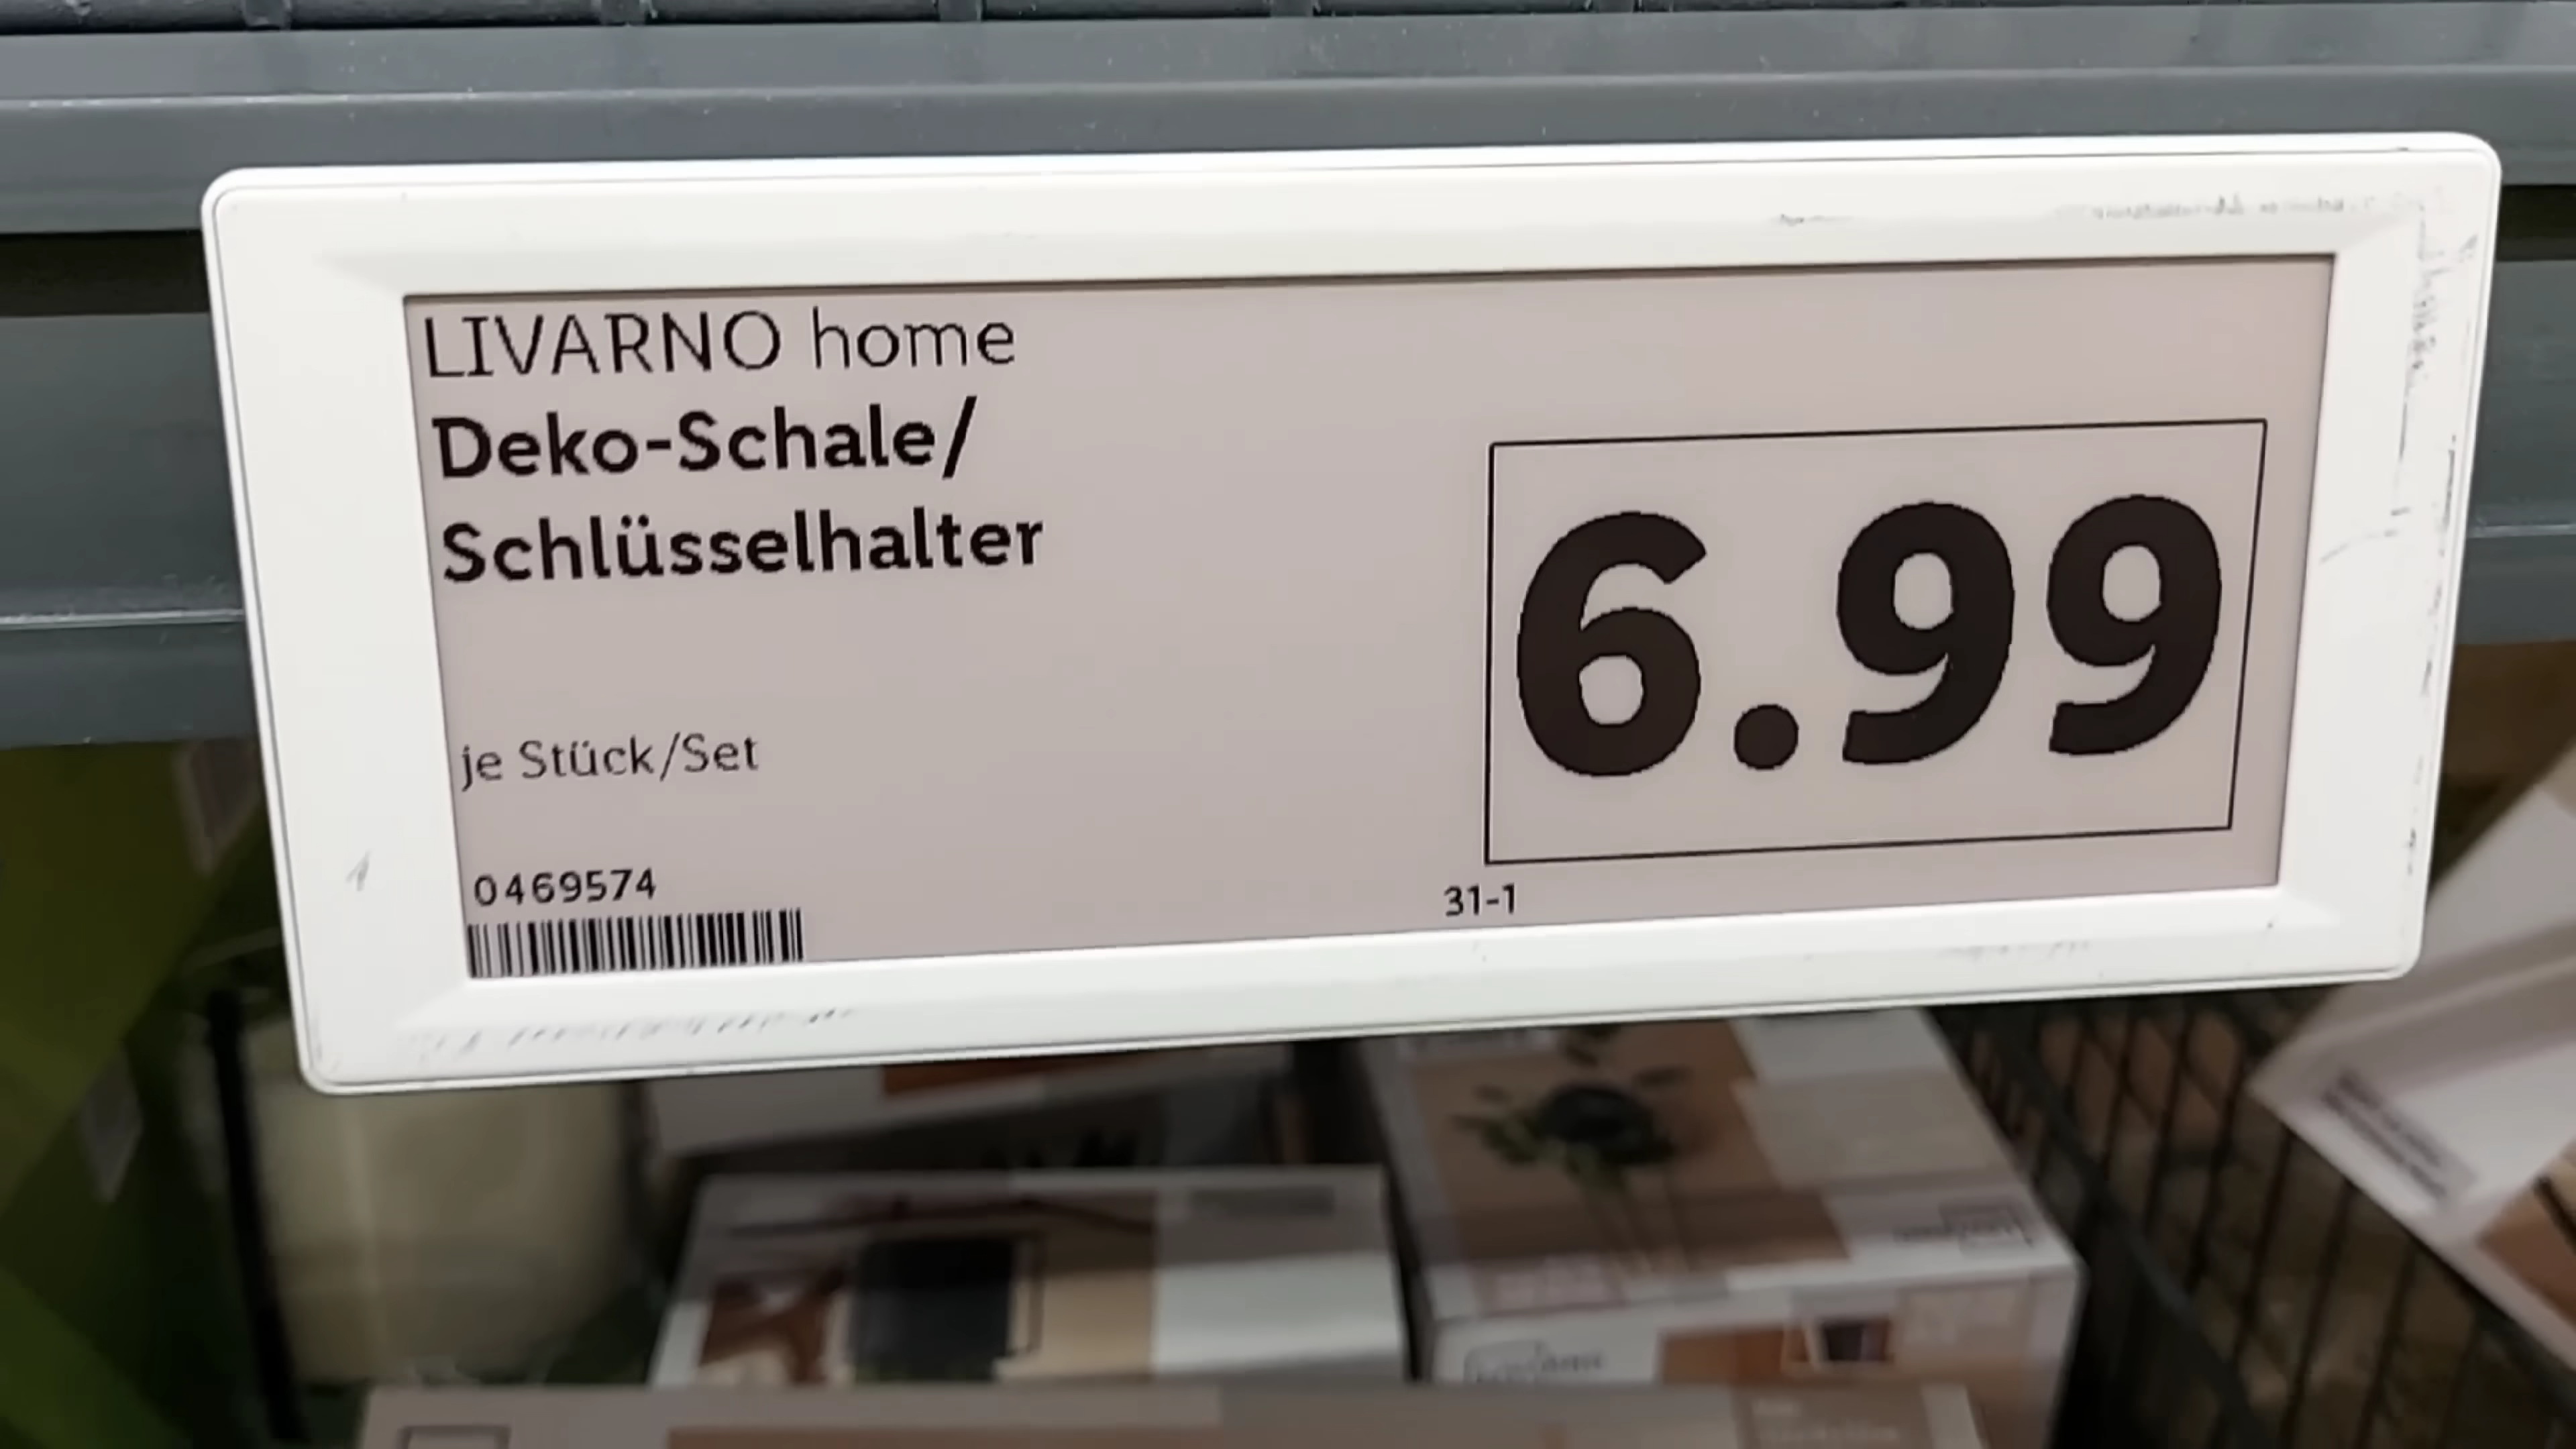 LIVARNO home
Deko-Schale/
Schlüsselhalter
6.99
je Stück/Set
0469574
31-1